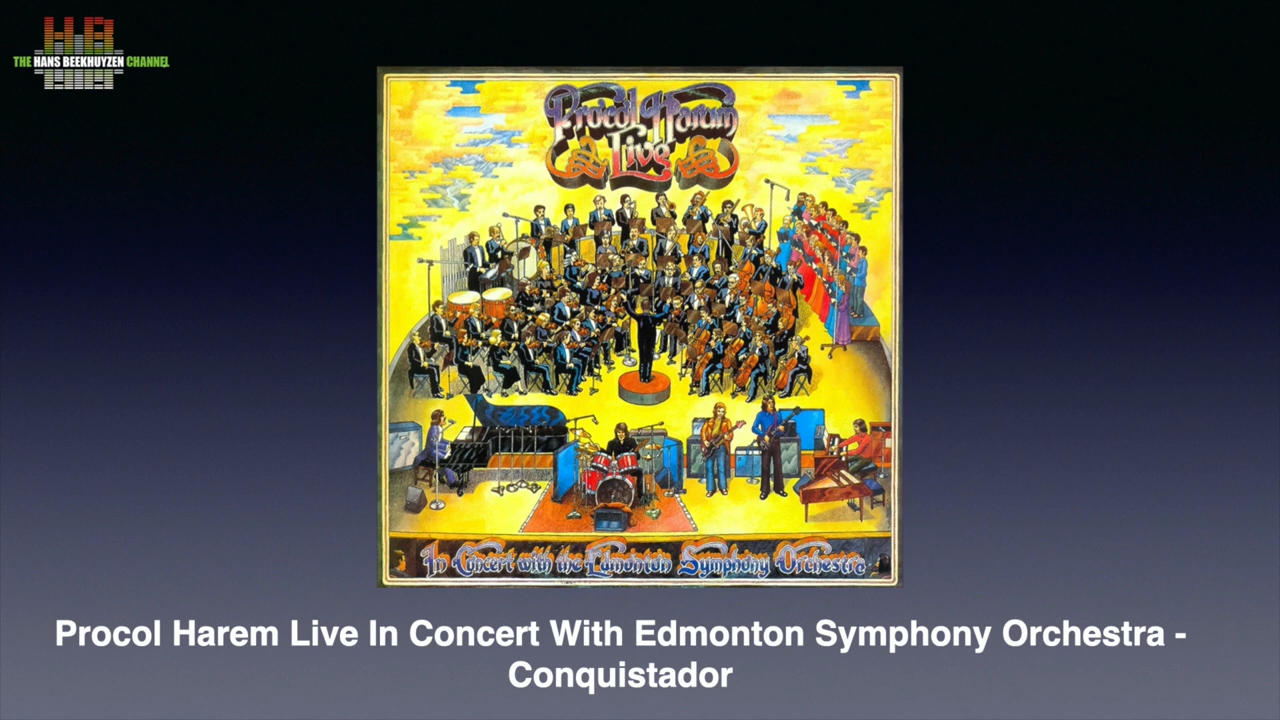 THE HANS BEEKHUYZEN CHANNEL
Procol Harum
Live
In Concert with the Edmonton Symphony Orchestra
Procol Harem Live In Concert With Edmonton Symphony Orchestra -
Conquistador